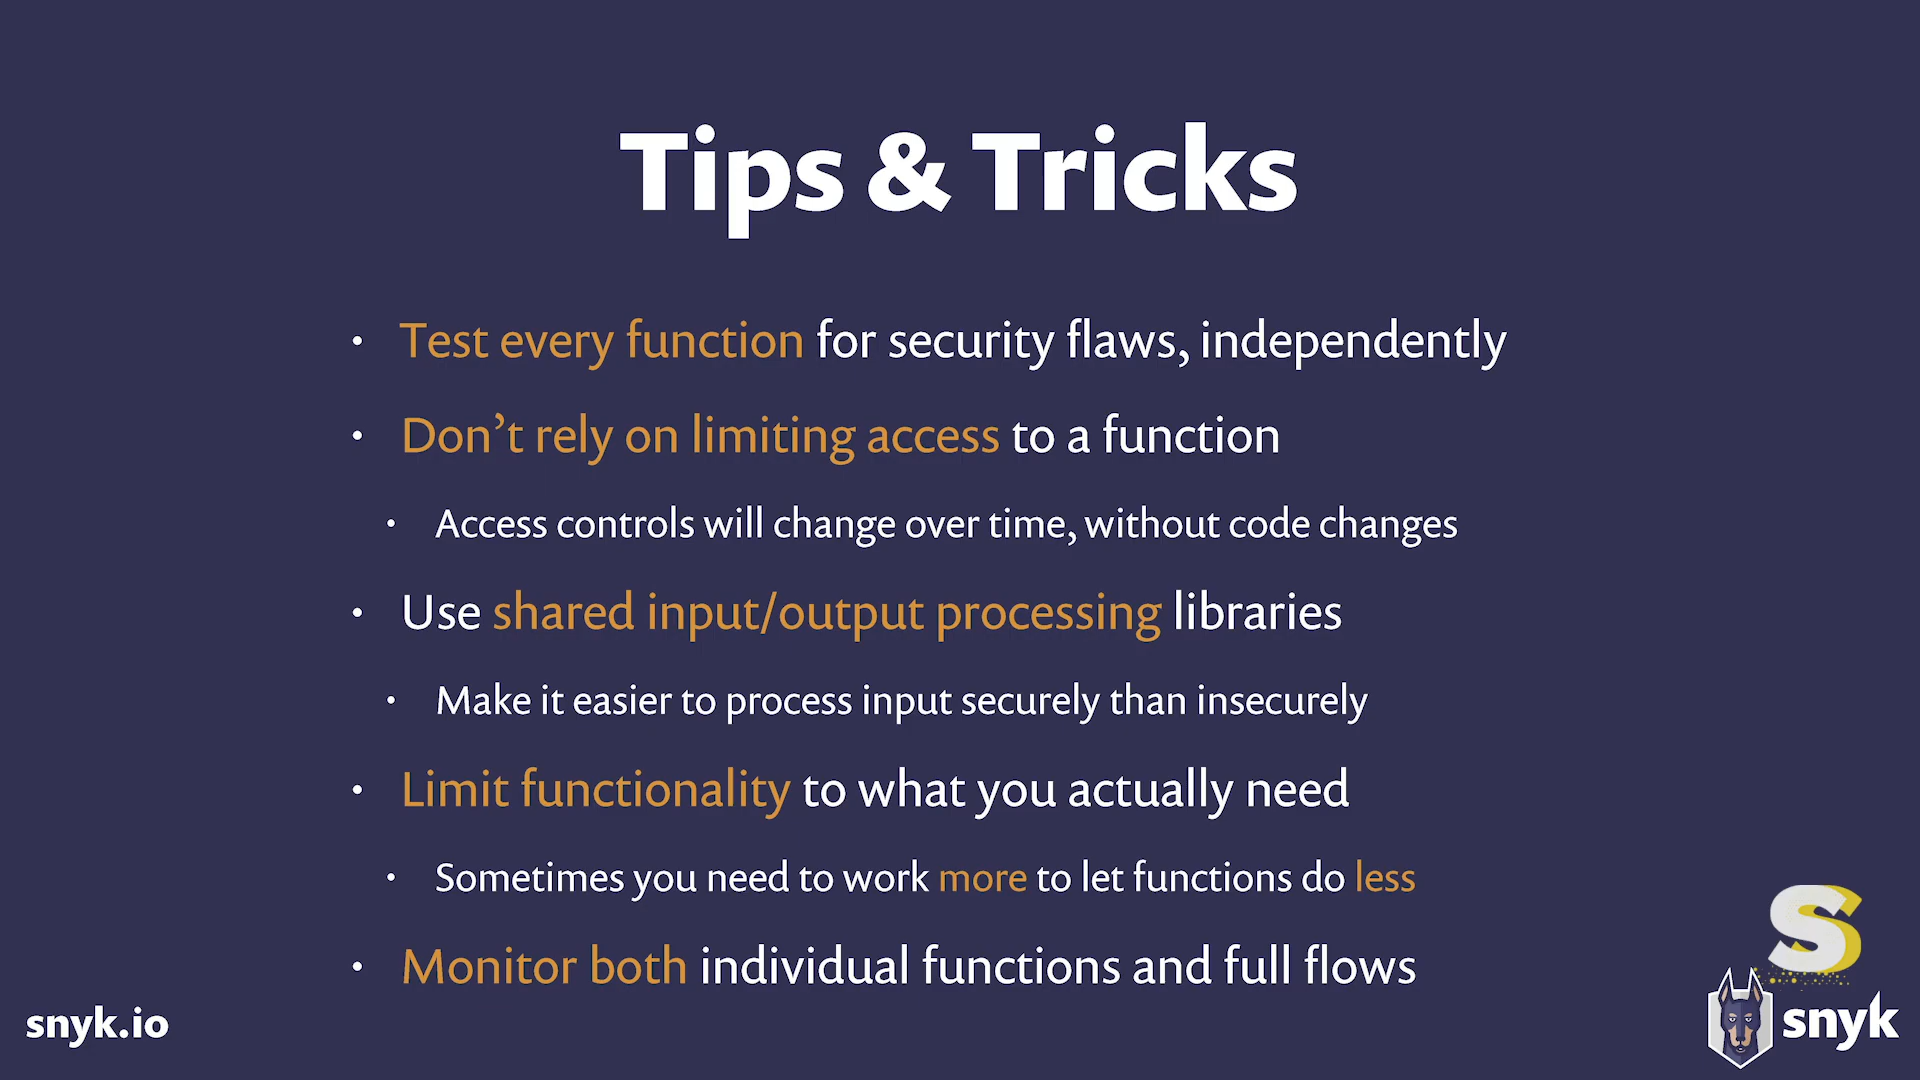 Tips & Tricks
• Test every function for security flaws, independently
• Don’t rely on limiting access to a function
• Access controls will change over time, without code changes
• Use shared input/output processing libraries
• Make it easier to process input securely than insecurely
• Limit functionality to what you actually need
• Sometimes you need to work more to let functions do less
• Monitor both individual functions and full flows
S
snyk.io
snyk